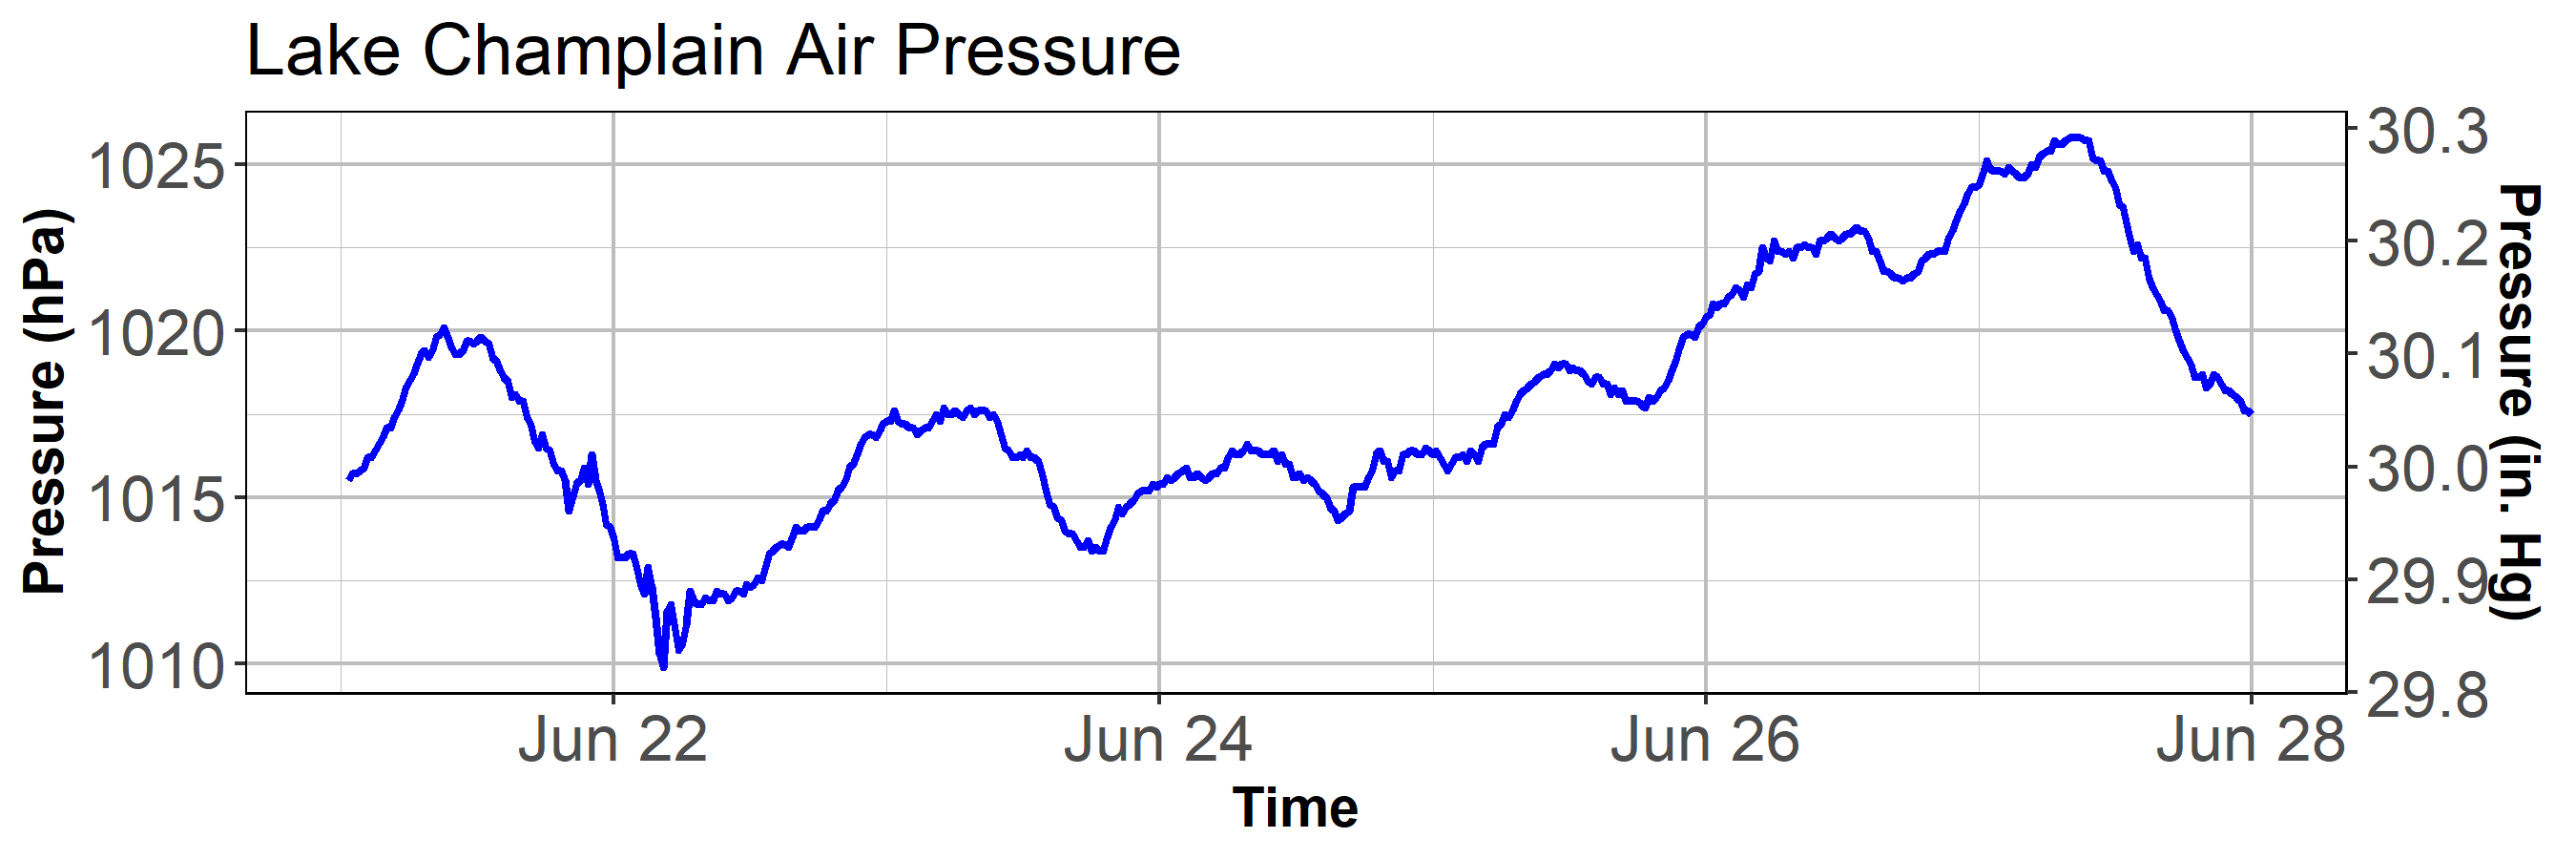 Lake Champlain Air Pressure
Pressure (hPa)
1025
1020
1015
1010
30.3
30.2
30.1
30.0
29.9
29.8
Pressure (in. Hg)
Jun 22 Jun 24 Jun 26 Jun 28
Time